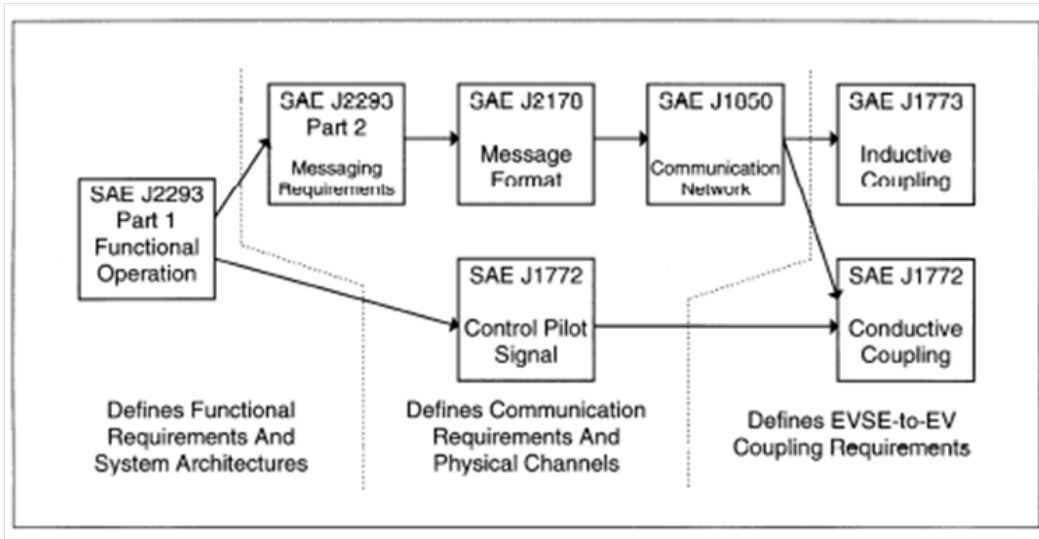 SAE J2293
Part 2
Messaging
Requirements
SAE J2178
Message
Format
SAE J1850
Communication
Network
SAE J1773
Inductive
Coupling
SAE J2293
Part 1
Functional
Operation
SAE J1772
Control Pilot
Signal
SAE J1772
Conductive
Coupling
Defines Functional
Requirements And
System Architectures
Defines Communication
Requirements And
Physical Channels
Defines EVSE-to-EV
Coupling Requirements